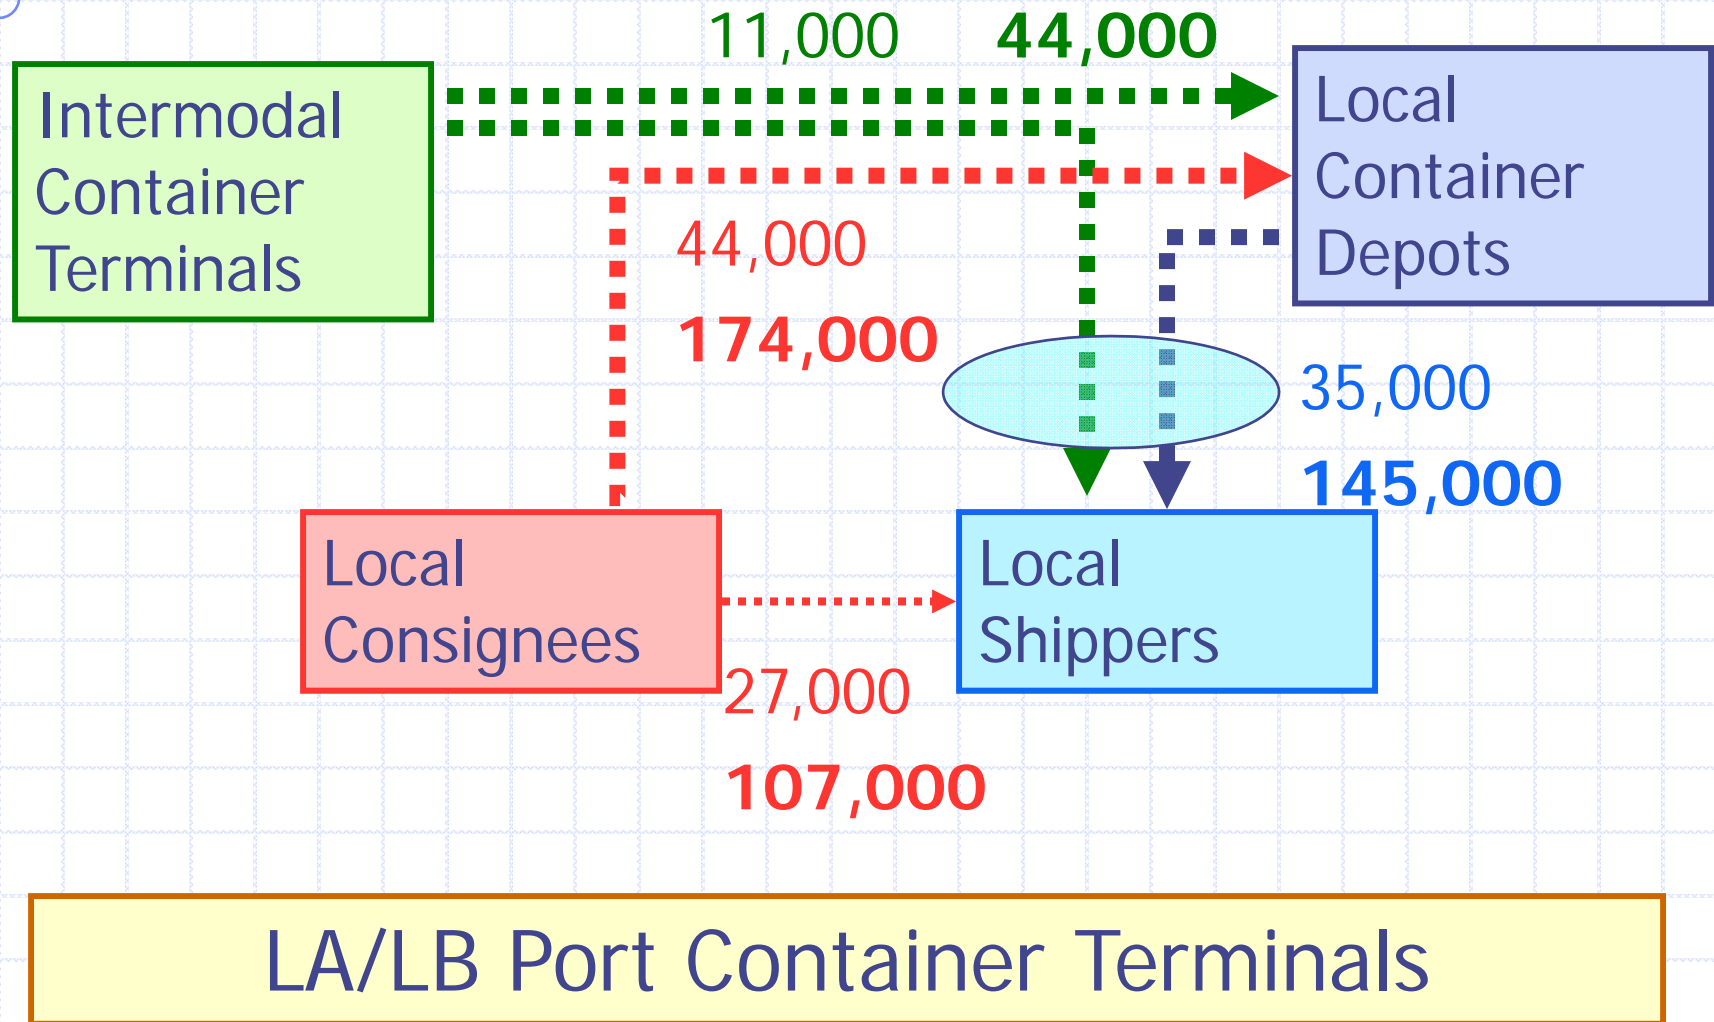 11,000 44,000
Intermodal
Container
Terminals
Local
Container
Depots
44,000
174,000
35,000
145,000
Local
Consignees
Local
Shippers
27,000
107,000
LA/LB Port Container Terminals